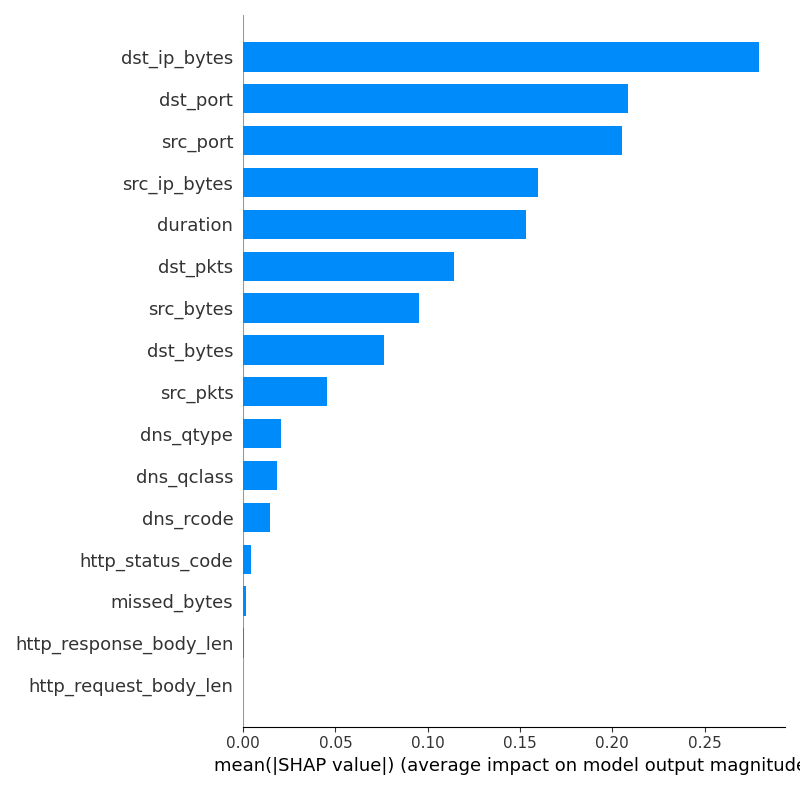 dst_ip_bytes
dst_port
src_port
src_ip_bytes
duration
dst_pkts
src_bytes
dst_bytes
src_pkts
dns_qtype
dns_qclass
dns_rcode
http_status_code
missed_bytes
http_response_body_len
http_request_body_len
0.00 0.05 0.10 0.15 0.20 0.25
mean(|SHAP value|) (average impact on model output magnitude